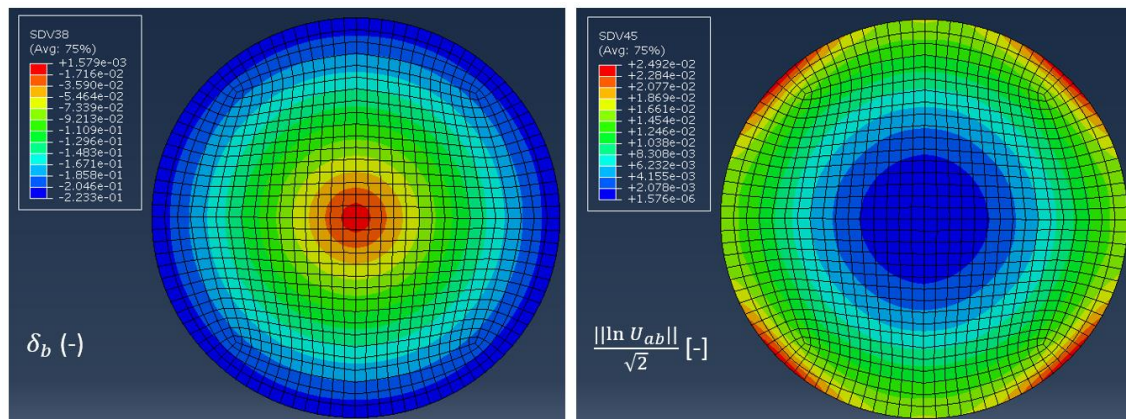 SDV38
(Avg: 75%)
+1.579e-03
-1.716e-02
-3.590e-02
-5.464e-02
-7.339e-02
-9.213e-02
-1.109e-01
-1.296e-01
-1.483e-01
-1.671e-01
-1.858e-01
-2.046e-01
-2.233e-01
δ_b (-)
SDV45
(Avg: 75%)
+2.492e-02
+2.284e-02
+2.077e-02
+1.869e-02
+1.661e-02
+1.454e-02
+1.246e-02
+1.038e-02
+8.308e-03
+6.232e-03
+4.155e-03
+2.078e-03
+1.576e-06
||ln U_ab||
√2 [-]